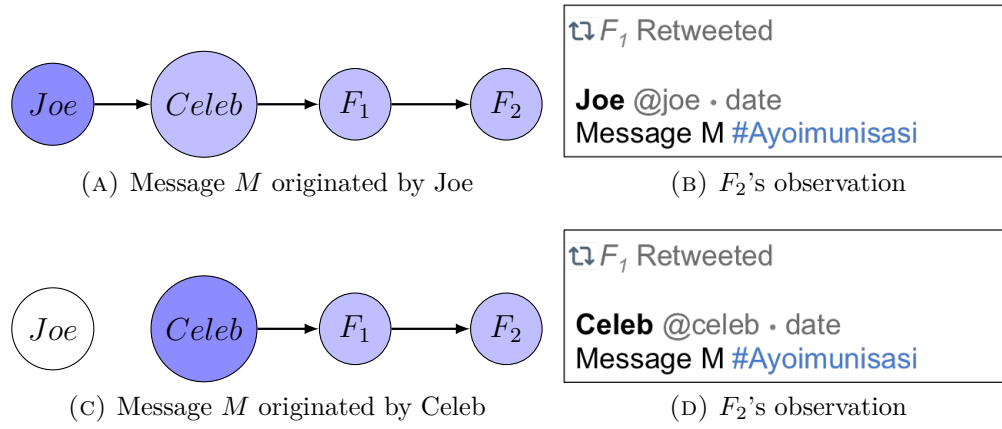 Joe Celeb F₁ F₂
(A) Message M originated by Joe
F₁ Retweeted
Joe @joe • date
Message M #Ayoimunisasi
(B) F₂'s observation
Joe Celeb F₁ F₂
(C) Message M originated by Celeb
F₁ Retweeted
Celeb @celeb • date
Message M #Ayoimunisasi
(D) F₂'s observation